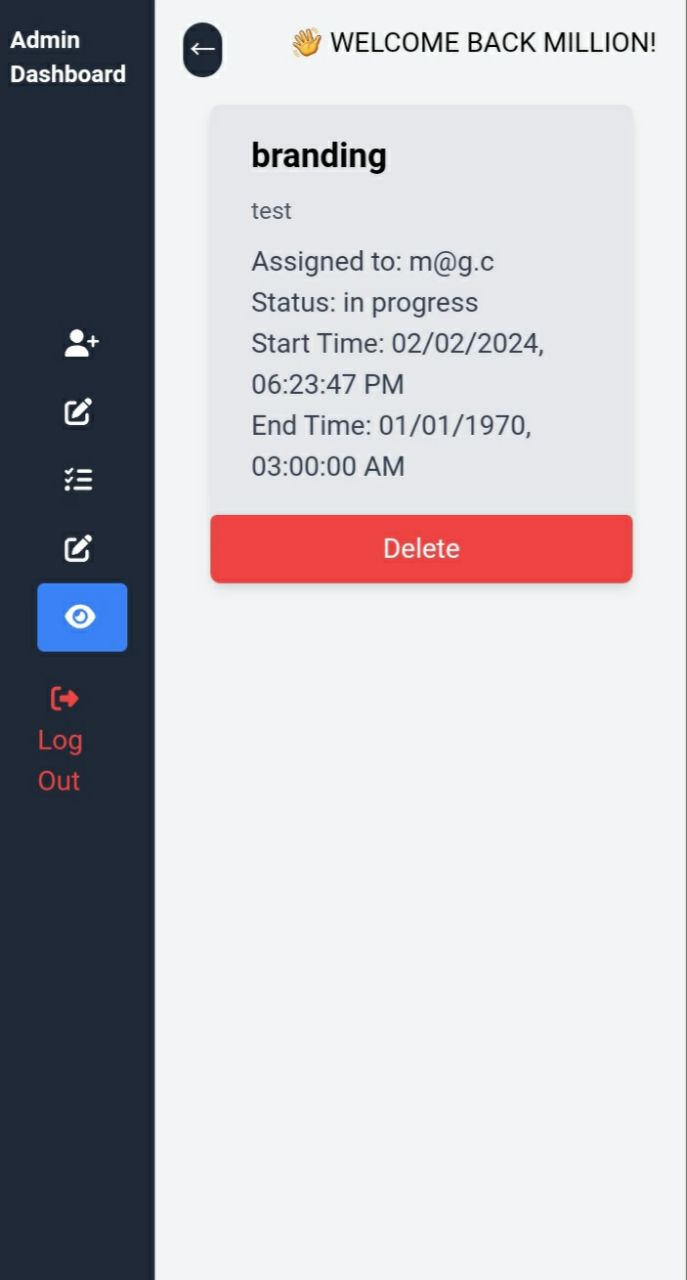 Admin
Dashboard
←
👋 WELCOME BACK MILLION!
branding
test
Assigned to: m@g.c
Status: in progress
Start Time: 02/02/2024,
06:23:47 PM
End Time: 01/01/1970,
03:00:00 AM
Delete
Log
Out